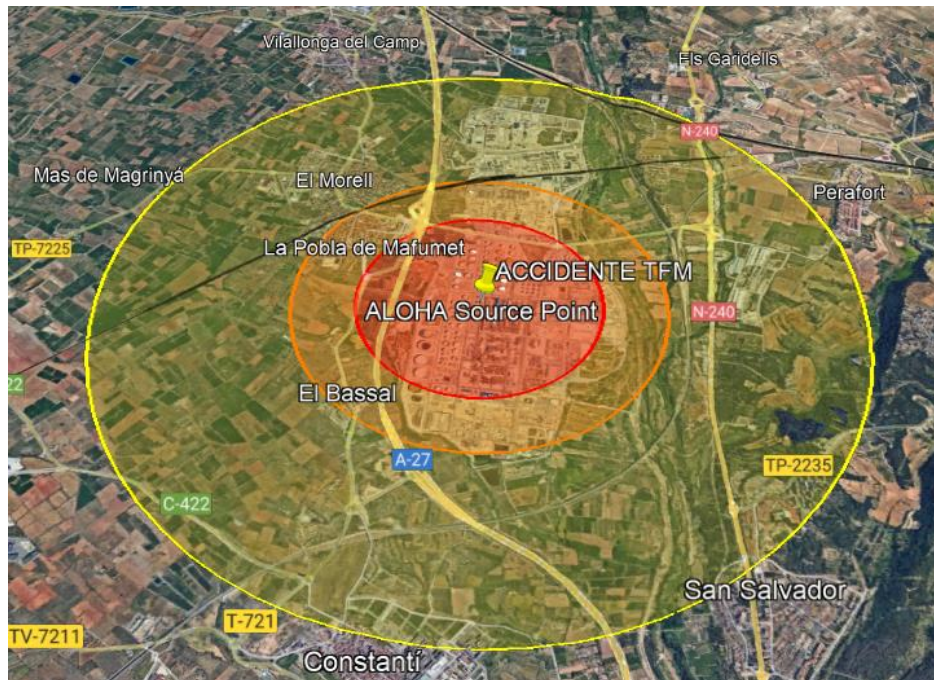 Vilallonga del Camp
Els Garidells
N-240
Mas de Magrinyà
El Morell
Perafort
TP-7225
La Pobla de Mafumet
ACCIDENTE TFM
ALOHA Source Point
N-240
22
El Bassal
A-27
TP-2235
C-422
San Salvador
T-721
TV-7211
Constantí